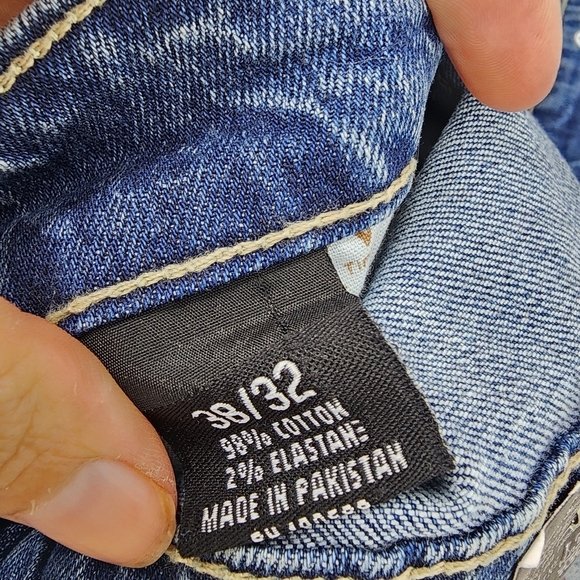 38/32
98% COTTON
2% ELASTANE
MADE IN PAKISTAN